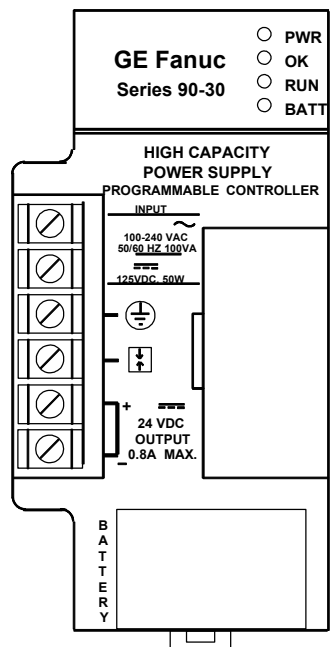 GE Fanuc
Series 90-30
PWR
OK
RUN
BATT
HIGH CAPACITY
POWER SUPPLY
PROGRAMMABLE CONTROLLER
INPUT
100-240 VAC
50/60 HZ 100VA
125VDC, 50W
+
24 VDC
OUTPUT
0.8A MAX.
–
BATTERY